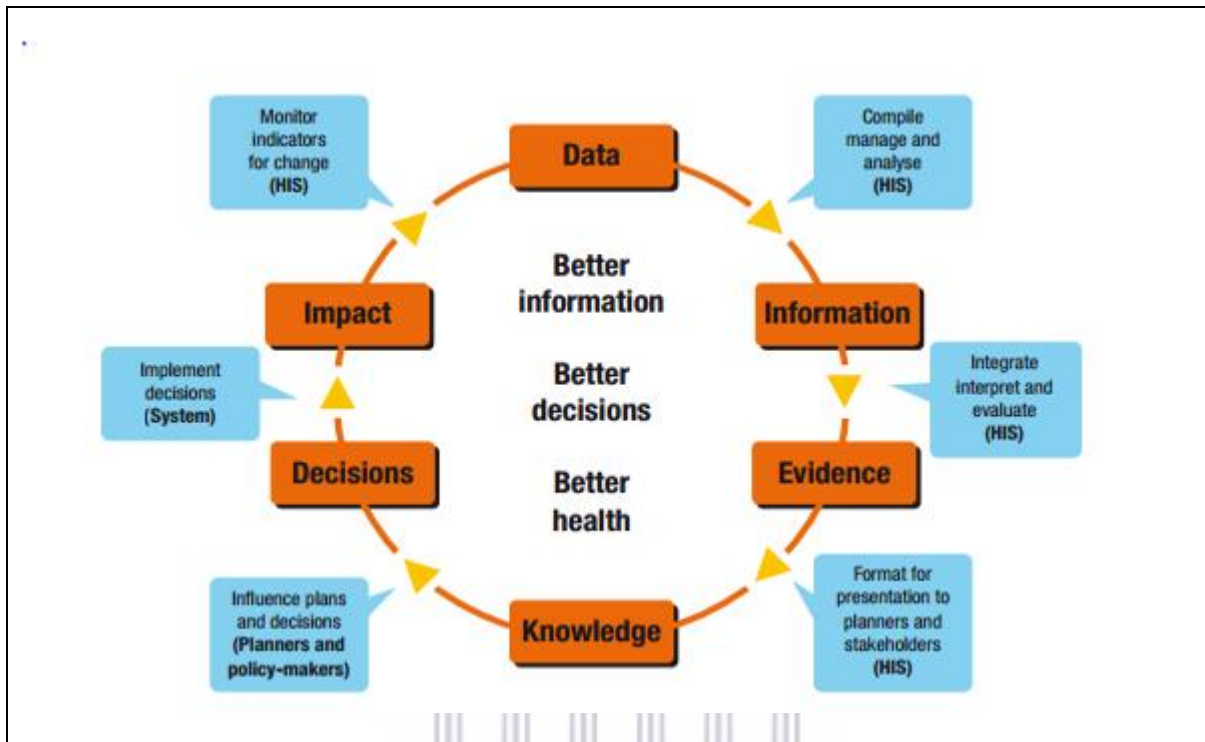 Monitor
indicators
for change
(HIS)
Data
Compile
manage and
analyse
(HIS)
Better
information
Impact
Information
Implement
decisions
(System)
Better
decisions
Integrate
interpret and
evaluate
(HIS)
Decisions
Evidence
Better
health
Influence plans
and decisions
(Planners and
policy-makers)
Knowledge
Format for
presentation to
planners and
stakeholders
(HIS)